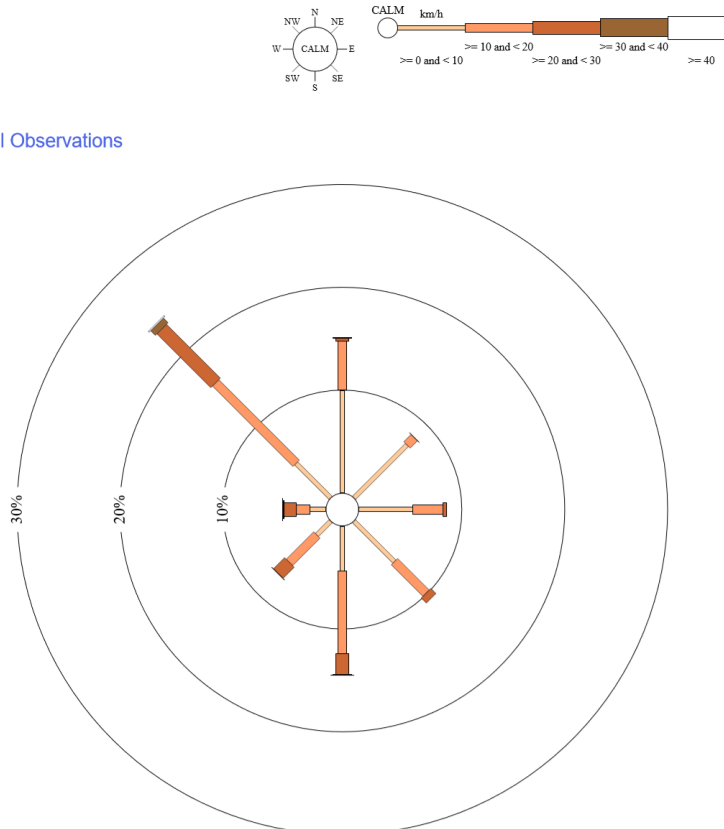 N
NW NE
W CALM E
SW SE
S
CALM km/h
>= 10 and < 20 >= 30 and < 40
>= 0 and < 10 >= 20 and < 30 >= 40
l Observations
30% 20% 10%